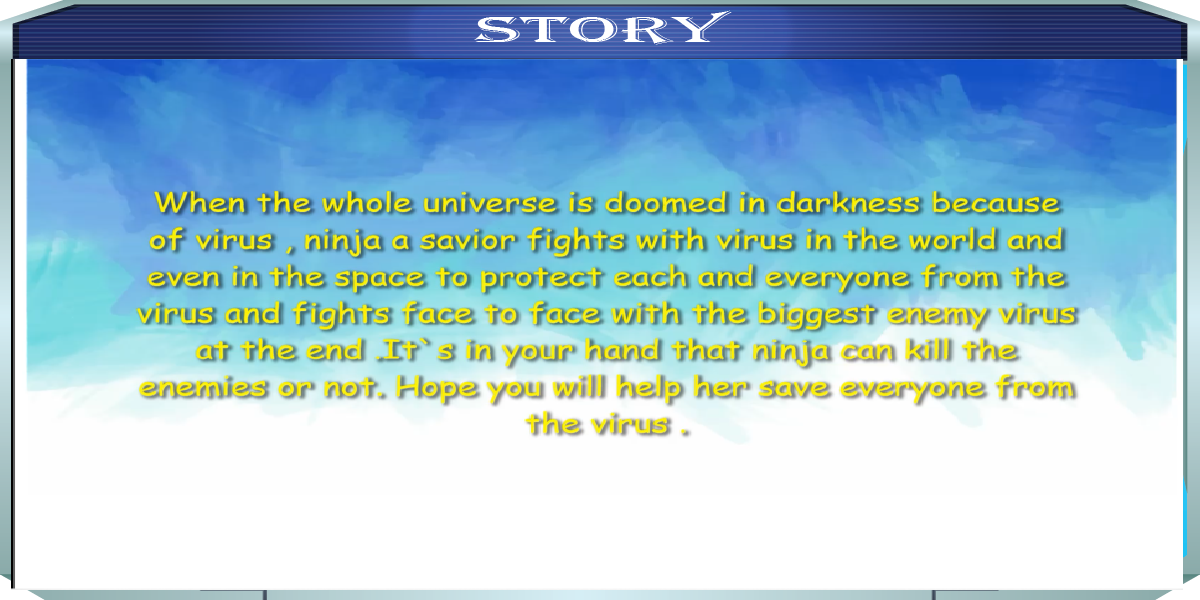 STORY
When the whole universe is doomed in darkness because
of virus , ninja a savior fights with virus in the world and
even in the space to protect each and everyone from the
virus and fights face to face with the biggest enemy virus
at the end .It`s in your hand that ninja can kill the
enemies or not. Hope you will help her save everyone from
the virus .